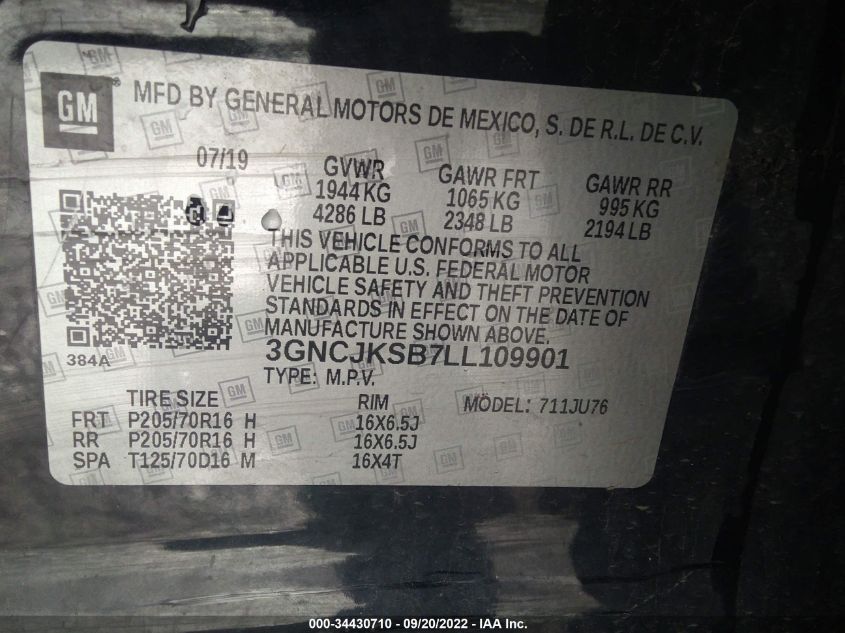 GM ®
MFD BY GENERAL MOTORS DE MEXICO, S. DE R.L. DE C.V.
07/19 GVWR GAWR FRT GAWR RR
1944 KG 1065 KG 995 KG
4286 LB 2348 LB 2194 LB
THIS VEHICLE CONFORMS TO ALL
APPLICABLE U.S. FEDERAL MOTOR
VEHICLE SAFETY AND THEFT PREVENTION
STANDARDS IN EFFECT ON THE DATE OF
MANUFACTURE SHOWN ABOVE.
384A
3GNCJKSB7LL109901
TYPE: M.P.V.
TIRE SIZE RIM MODEL: 711JU76
FRT P205/70R16 H 16X6.5J
RR P205/70R16 H 16X6.5J
SPA T125/70D16 M 16X4T
000-34430710 - 09/20/2022 - IAA Inc.